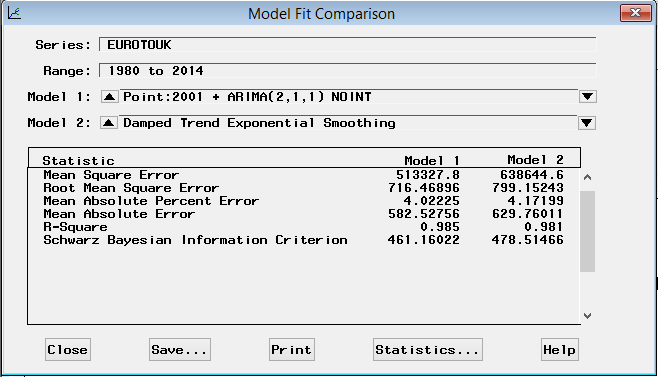 Model Fit Comparison
Series: EUROTOUK
Range: 1980 to 2014
Model 1: Point:2001 + ARIMA(2,1,1) NOINT
Model 2: Damped Trend Exponential Smoothing
Statistic Model 1 Model 2
Mean Square Error 513327.8 638644.6
Root Mean Square Error 716.46896 799.15243
Mean Absolute Percent Error 4.02225 4.17199
Mean Absolute Error 582.52756 629.76011
R-Square 0.985 0.981
Schwarz Bayesian Information Criterion 461.16022 478.51466
Close Save... Print Statistics... Help